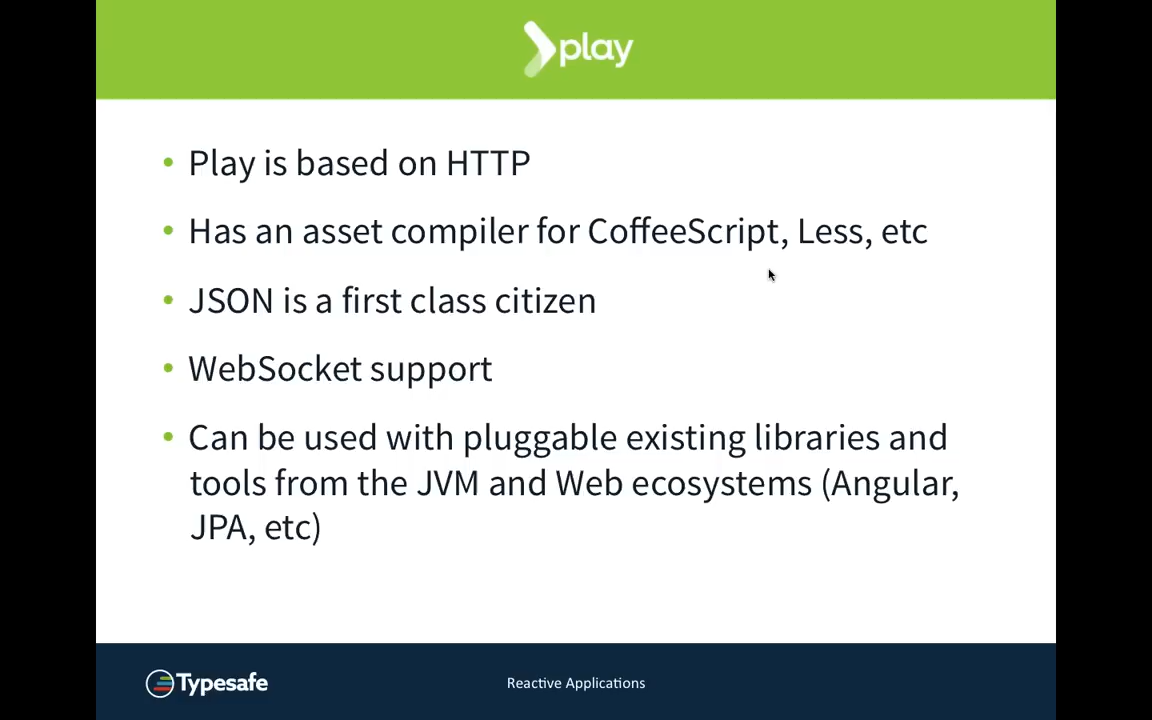 play
• Play is based on HTTP
• Has an asset compiler for CoffeeScript, Less, etc
• JSON is a first class citizen
• WebSocket support
• Can be used with pluggable existing libraries and
tools from the JVM and Web ecosystems (Angular,
JPA, etc)
Typesafe
Reactive Applications